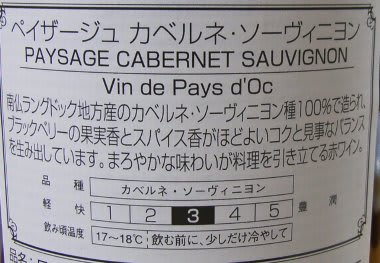 ペイザージュ カベルネ・ソーヴィニヨン
PAYSAGE CABERNET SAUVIGNON
Vin de Pays d'Oc
南仏ラングドック地方産のカベルネ・ソーヴィニヨン種100%で造られ、
ブラックベリーの果実香とスパイス香がほどよいコクと見事なバランス
を生み出しています。まろやかな味わいが料理を引き立てる赤ワイン。
品種 カベルネ・ソーヴィニヨン
軽快 1 2 3 4 5 豊潤
飲み頃温度 17〜18℃ 飲む前に、少しだけ冷やして